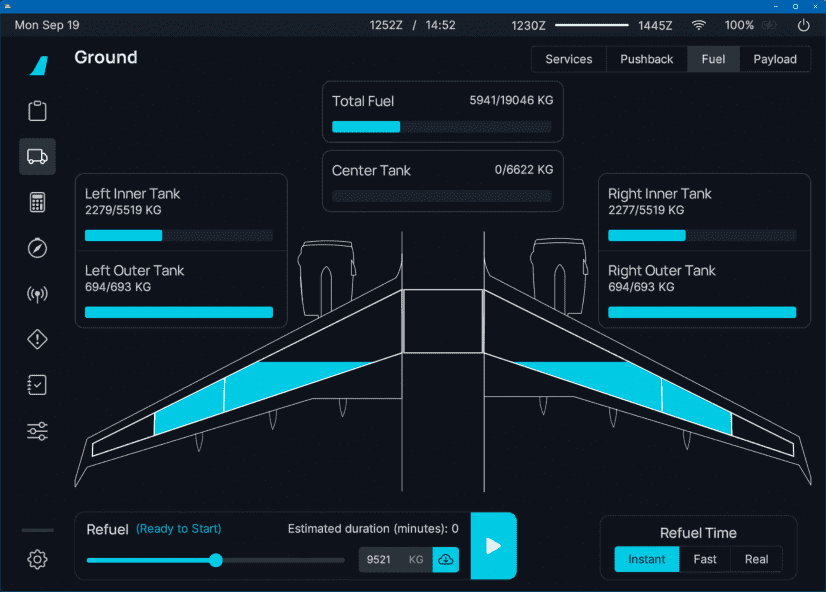 Mon Sep 19
1252Z / 14:52
1230Z 1445Z 100%
Ground
Services Pushback Fuel Payload
Total Fuel 5941/19046 KG
Center Tank 0/6622 KG
Left Inner Tank
2279/5519 KG
Left Outer Tank
694/693 KG
Right Inner Tank
2277/5519 KG
Right Outer Tank
694/693 KG
Refuel (Ready to Start) Estimated duration (minutes): 0
9521 KG
Refuel Time
Instant Fast Real